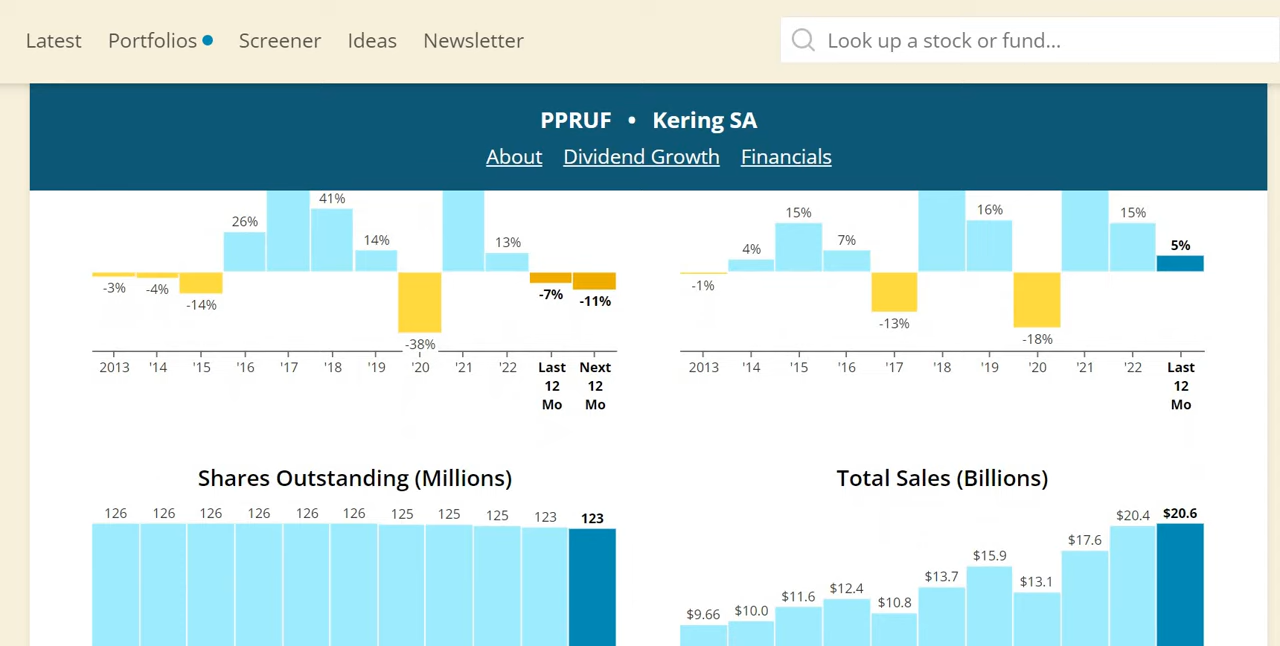 Latest Portfolios Screener Ideas Newsletter Look up a stock or fund...
PPRUF • Kering SA
About Dividend Growth Financials
26% 41% 14% 13%
-3% -4% -14% -38% -7% -11%
2013 '14 '15 '16 '17 '18 '19 '20 '21 '22 Last Next
12 12
Mo Mo
4% 15% 7% 16% 15% 5%
-1% -13% -18%
2013 '14 '15 '16 '17 '18 '19 '20 '21 '22 Last
12
Mo
Shares Outstanding (Millions)
126 126 126 126 126 126 125 125 125 123 123
Total Sales (Billions)
$9.66 $10.0 $11.6 $12.4 $10.8 $13.7 $15.9 $13.1 $17.6 $20.4 $20.6